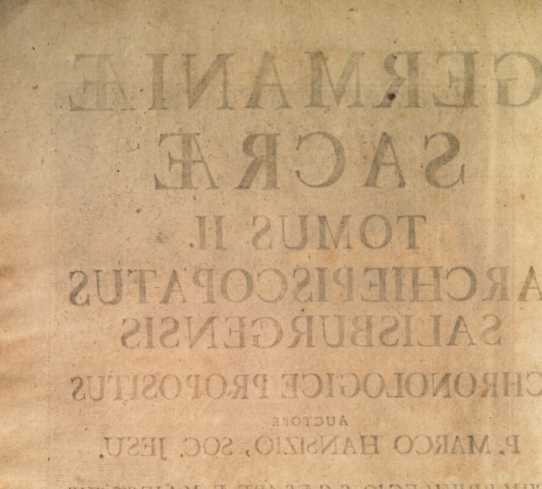 GERMANIÆ
SACRÆ
TOMUS II.
ARCHIEPISCOPATUS
SALISBURGENSIS
CHRONOLOGICE PROPOSITUS
AUCTORE
P. MARCO HANSIZIO, SOC. JESU.